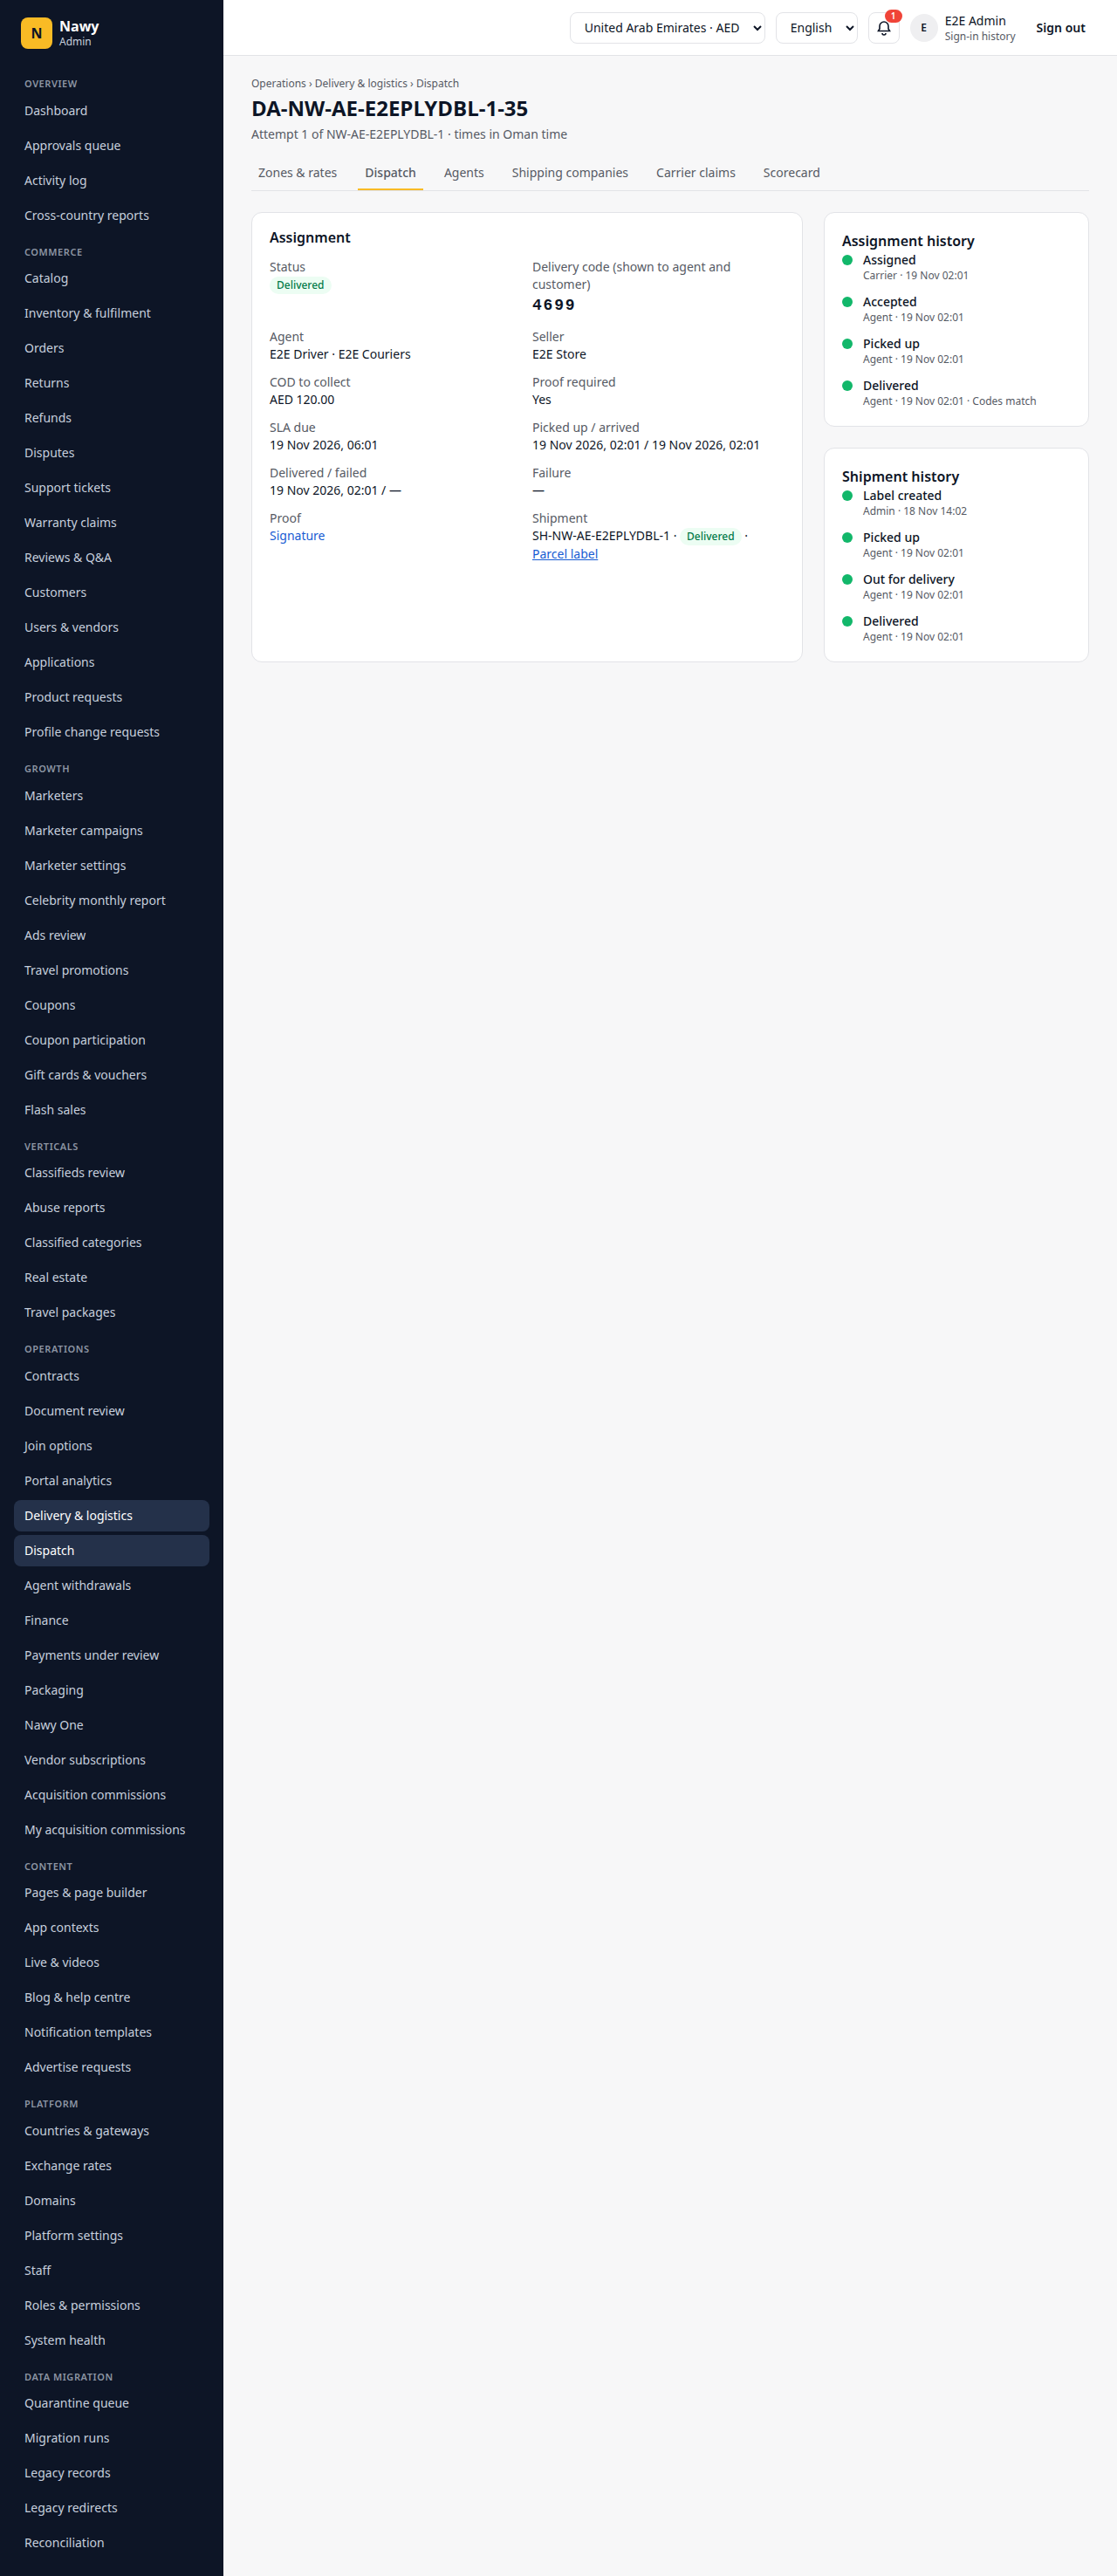 N
Nawy
Admin
OVERVIEW
Dashboard
Approvals queue
Activity log
Cross-country reports
COMMERCE
Catalog
Inventory & fulfilment
Orders
Returns
Refunds
Disputes
Support tickets
Warranty claims
Reviews & Q&A
Customers
Users & vendors
Applications
Product requests
Profile change requests
GROWTH
Marketers
Marketer campaigns
Marketer settings
Celebrity monthly report
Ads review
Travel promotions
Coupons
Coupon participation
Gift cards & vouchers
Flash sales
VERTICALS
Classifieds review
Abuse reports
Classified categories
Real estate
Travel packages
OPERATIONS
Contracts
Document review
Join options
Portal analytics
Delivery & logistics
Dispatch
Agent withdrawals
Finance
Payments under review
Packaging
Nawy One
Vendor subscriptions
Acquisition commissions
My acquisition commissions
CONTENT
Pages & page builder
App contexts
Live & videos
Blog & help centre
Notification templates
Advertise requests
PLATFORM
Countries & gateways
Exchange rates
Domains
Platform settings
Staff
Roles & permissions
System health
DATA MIGRATION
Quarantine queue
Migration runs
Legacy records
Legacy redirects
Reconciliation
United Arab Emirates · AED
English
1
E
E2E Admin
Sign-in history
Sign out
Operations › Delivery & logistics › Dispatch
DA-NW-AE-E2EPLYDBL-1-35
Attempt 1 of NW-AE-E2EPLYDBL-1 · times in Oman time
Zones & rates Dispatch Agents Shipping companies Carrier claims Scorecard
Assignment
Status
Delivered
Delivery code (shown to agent and
customer)
4699
Agent
E2E Driver · E2E Couriers
Seller
E2E Store
COD to collect
AED 120.00
Proof required
Yes
SLA due
19 Nov 2026, 06:01
Picked up / arrived
19 Nov 2026, 02:01 / 19 Nov 2026, 02:01
Delivered / failed
19 Nov 2026, 02:01 / —
Failure
—
Proof
Signature
Shipment
SH-NW-AE-E2EPLYDBL-1 · Delivered ·
Parcel label
Assignment history
Assigned
Carrier · 19 Nov 02:01
Accepted
Agent · 19 Nov 02:01
Picked up
Agent · 19 Nov 02:01
Delivered
Agent · 19 Nov 02:01 · Codes match
Shipment history
Label created
Admin · 18 Nov 14:02
Picked up
Agent · 19 Nov 02:01
Out for delivery
Agent · 19 Nov 02:01
Delivered
Agent · 19 Nov 02:01